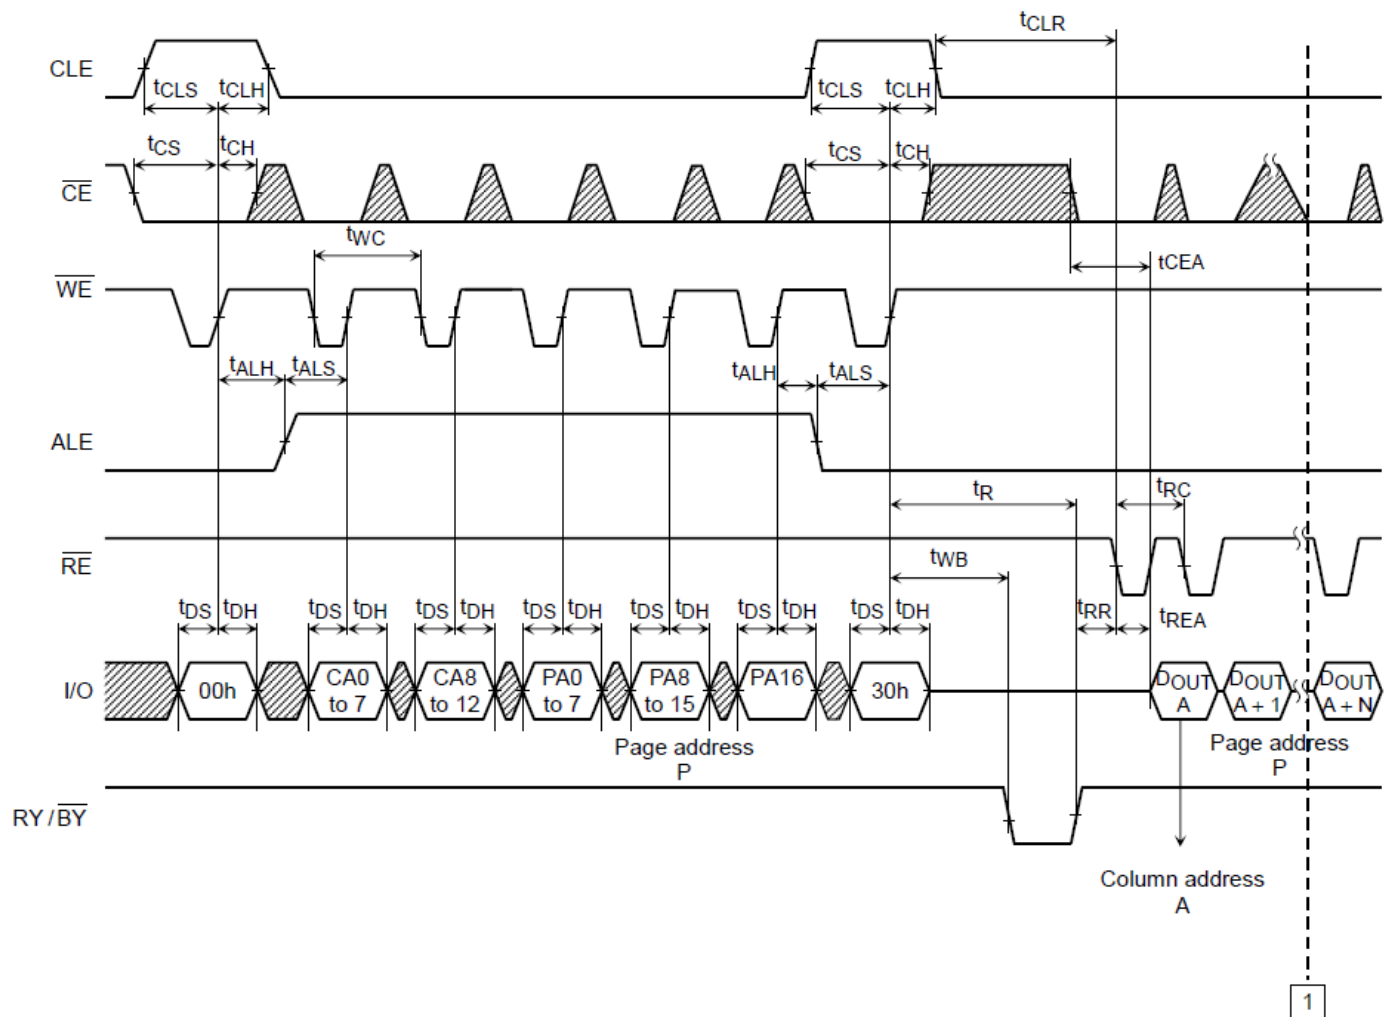 tCLR
CLE
tCLS tCLH tCLS tCLH
tCS tCH tCS tCH
CE
tWC
tCEA
WE
tALH tALS tALH tALS
ALE
tR tRC
RE
tWB
tDS tDH tDS tDH tDS tDH tDS tDH tDS tDH tDS tDH tDS tDH tRR tREA
I/O 00h CA0 to 7 CA8 to 12 PA0 to 7 PA8 to 15 PA16 30h DOUT A DOUT A + 1 DOUT A + N
Page address P
Page address P
RY / BY
Column address
A
1